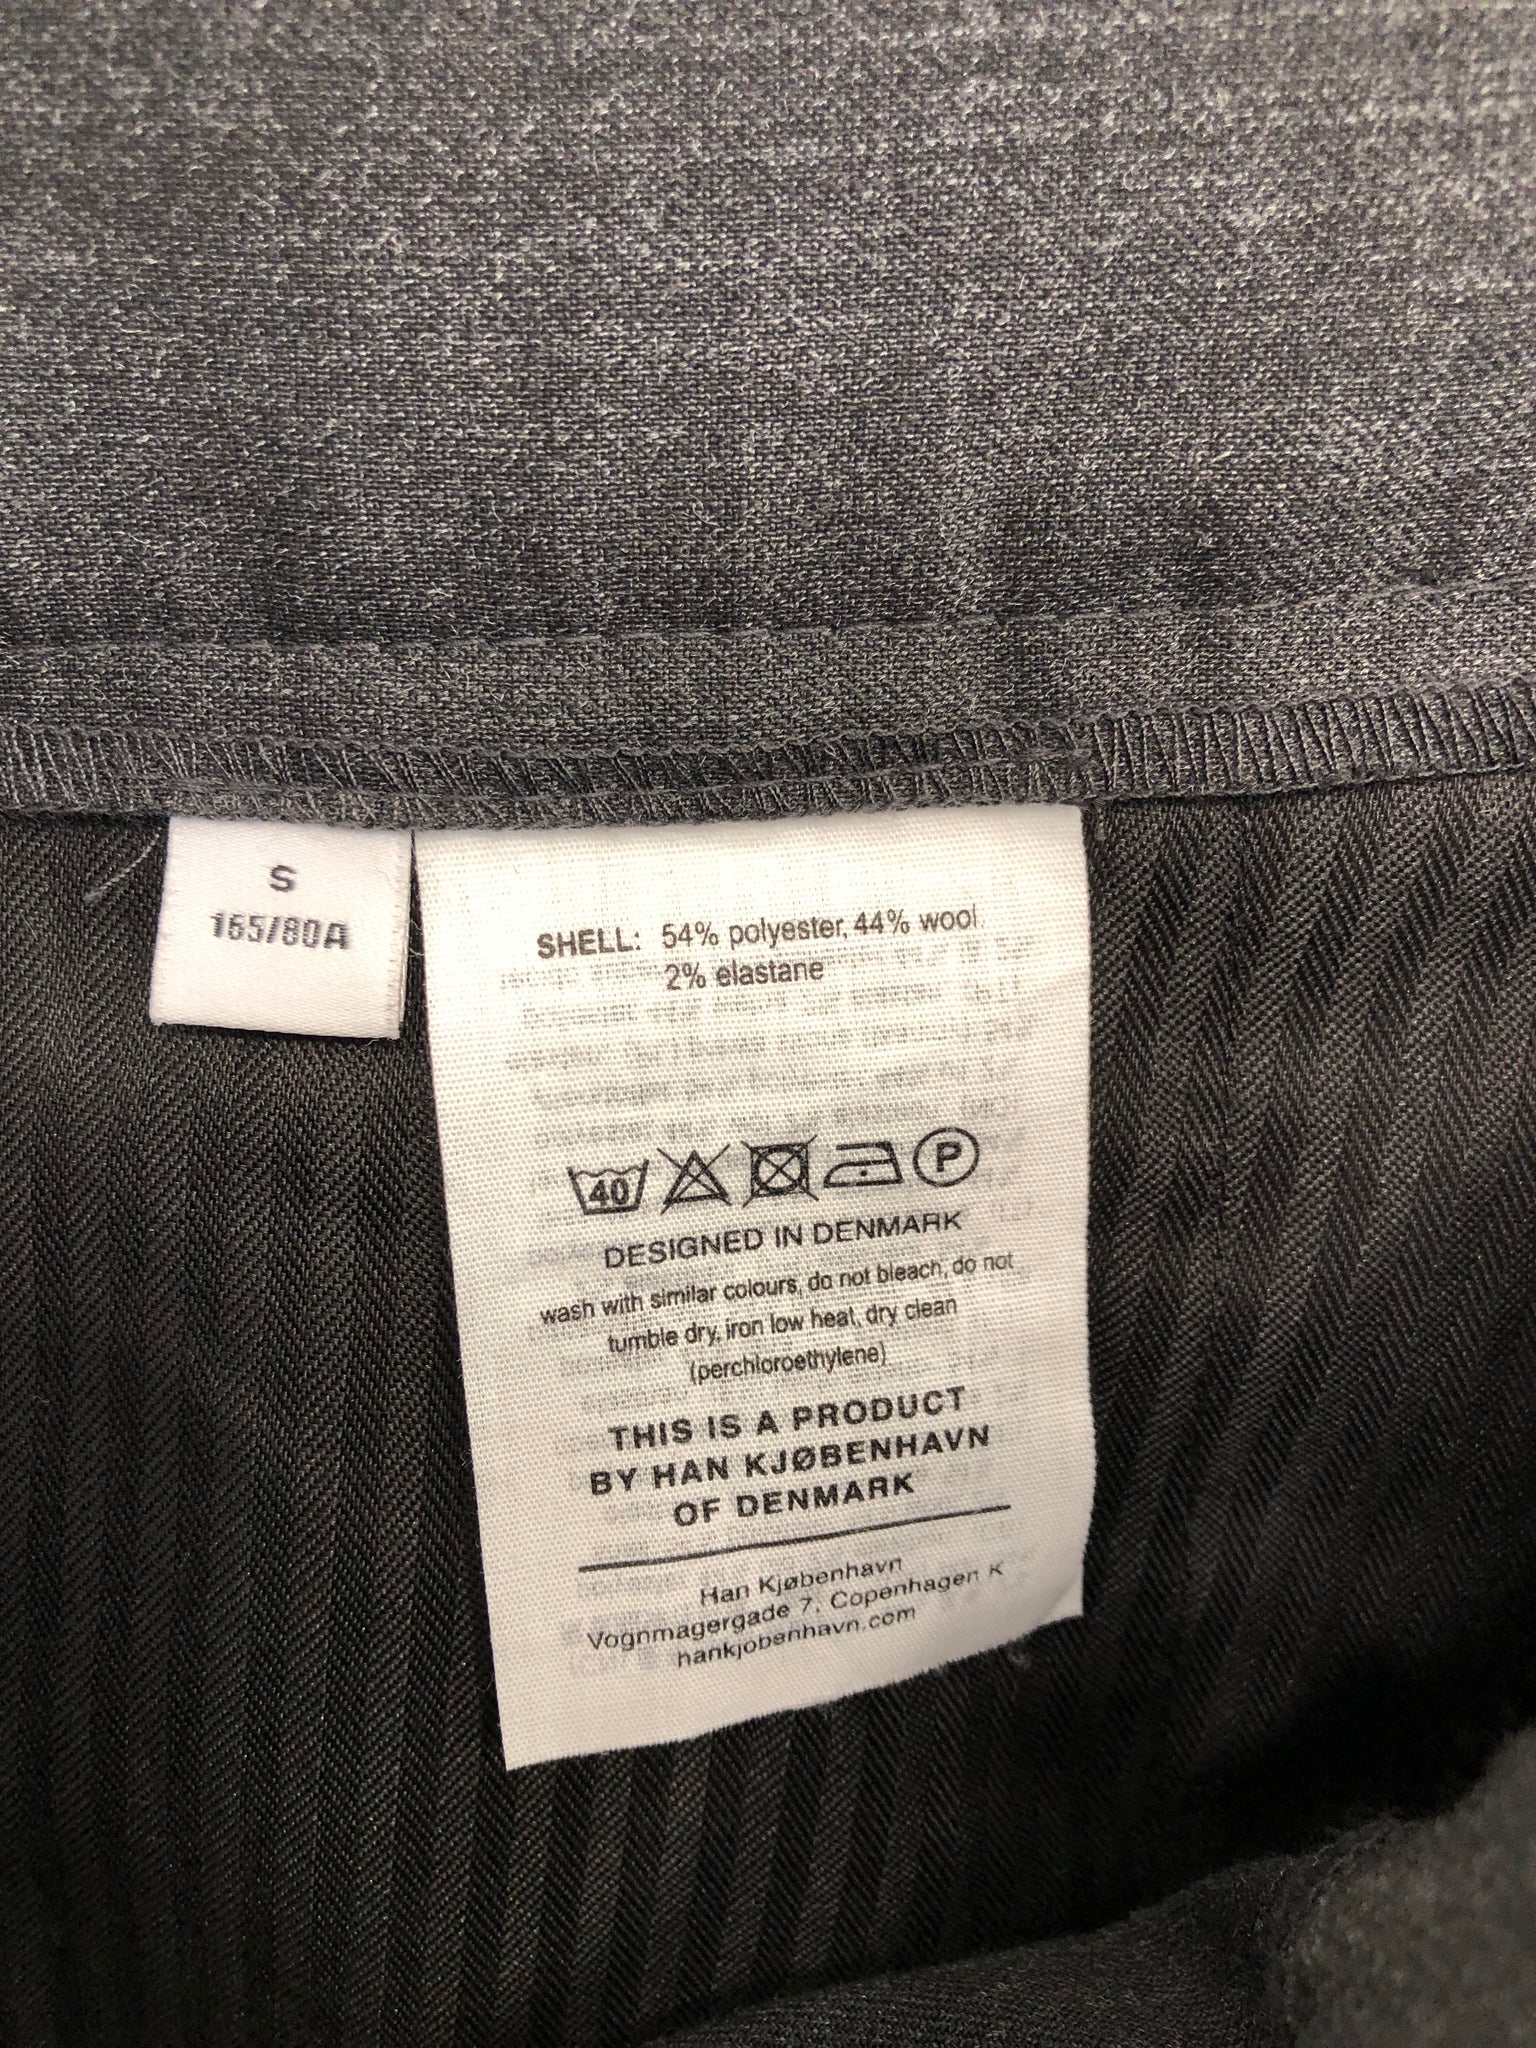 S
165/80A
SHELL: 54% polyester, 44% wool
2% elastane
40 P
DESIGNED IN DENMARK
wash with similar colours, do not bleach, do not
tumble dry, iron low heat, dry clean
(perchloroethylene)
THIS IS A PRODUCT
BY HAN KJØBENHAVN
OF DENMARK
Han Kjøbenhavn
Vognmagergade 7, Copenhagen K
hankjobenhavn.com